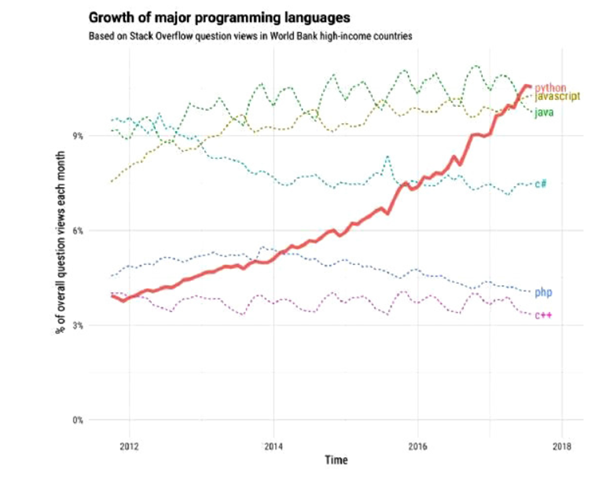 Growth of major programming languages
Based on Stack Overflow question views in World Bank high-income countries
% of overall question views each month
9%
6%
3%
0%
python
javascript
java
c#
php
c++
2012
2014
2016
2018
Time